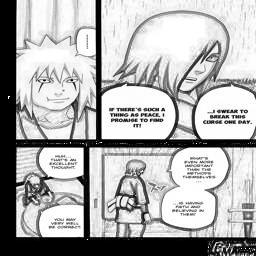 ..........
IF THERE'S SUCH A
THING AS PEACE, I
PROMISE TO FIND
IT!
...I SWEAR TO
BREAK THIS
CURSE ONE DAY.
HUH...
THAT'S AN
EXCELLENT
THOUGHT.
YOU MAY
VERY WELL
BE CORRECT.
WHAT'S
EVEN MORE
IMPORTANT
THAN THE
METHODS
THEMSELVES
... IS HAVING
FAITH AND
BELIEVING IN
THEM!